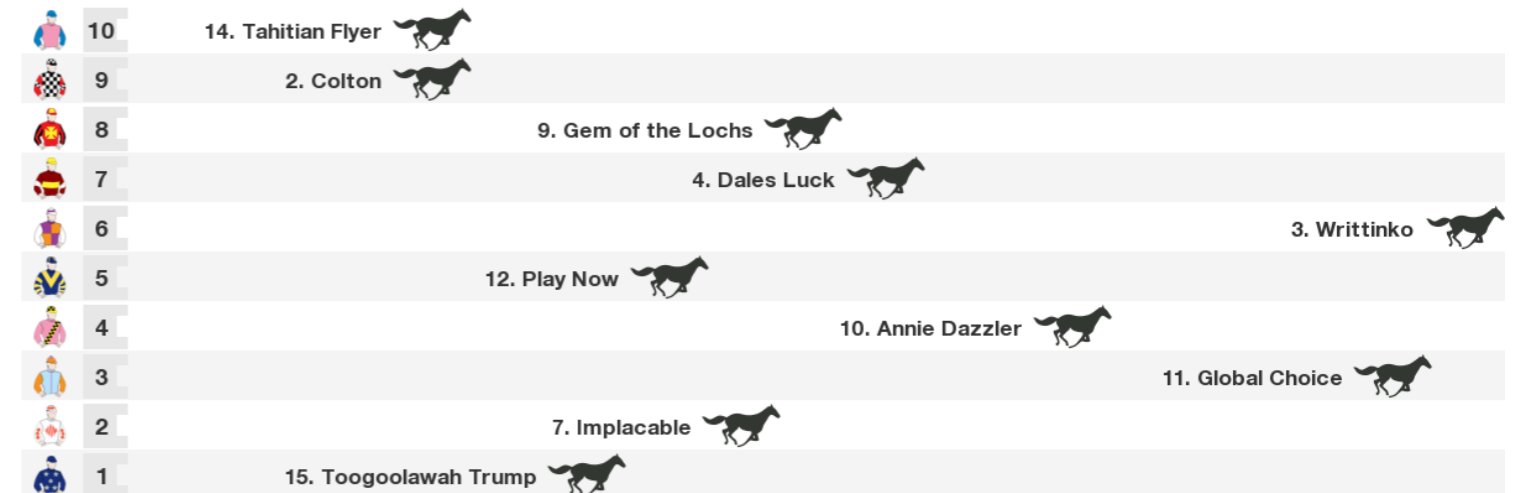 10 14. Tahitian Flyer
9 2. Colton
8 9. Gem of the Lochs
7 4. Dales Luck
6 3. Writtinko
5 12. Play Now
4 10. Annie Dazzler
3 11. Global Choice
2 7. Implacable
1 15. Toogoolawah Trump